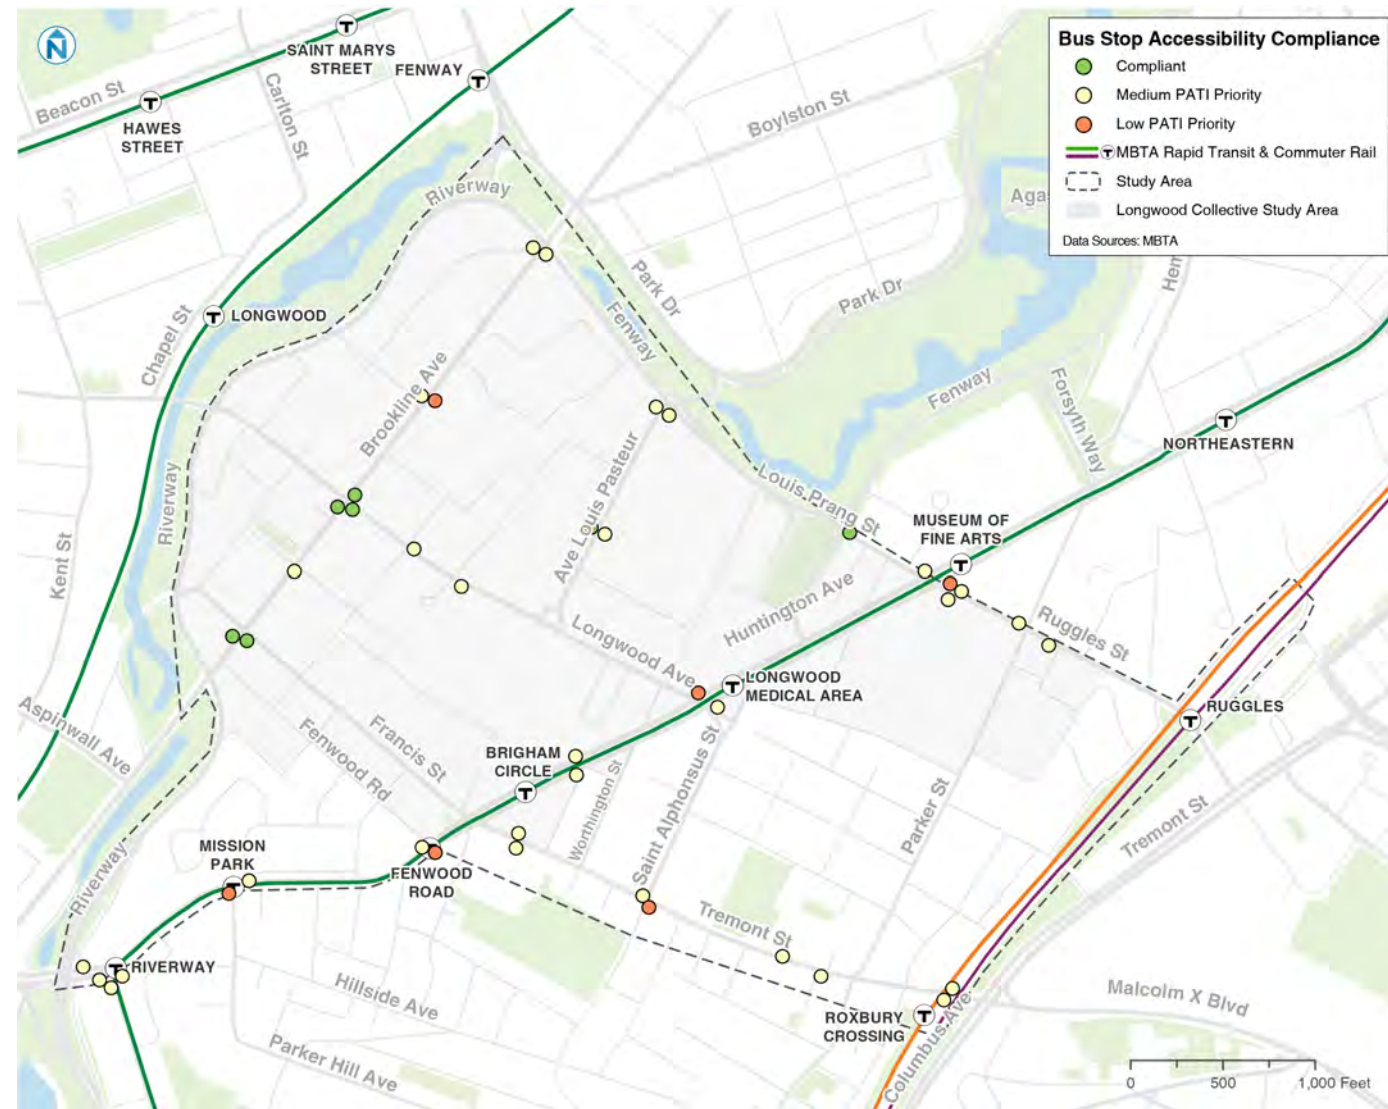 N
SAINT MARYS
STREET
FENWAY
Beacon St
HAWES
STREET
Carlton St
Boylston St
Bus Stop Accessibility Compliance
Compliant
Medium PATI Priority
Low PATI Priority
T MBTA Rapid Transit & Commuter Rail
Study Area
Longwood Collective Study Area
Data Sources: MBTA
Riverway
Park Dr
Park Dr
Fenway
LONGWOOD
Chapel St
Brookline Ave
Fenway
Forsyth Way
NORTHEASTERN
Riverway
Kent St
Ave Louis Pasteur
Louis Prang St
MUSEUM OF
FINE ARTS
Huntington Ave
Ruggles St
Longwood Ave
LONGWOOD
MEDICAL AREA
RUGGLES
Aspinwall Ave
Fenwood Rd
Francis St
BRIGHAM
CIRCLE
Worthington St
Saint Alphonsus St
Parker St
Tremont St
MISSION
PARK
Riverway
FENWOOD
ROAD
Tremont St
RIVERWAY
Hillside Ave
Parker Hill Ave
ROXBURY
CROSSING
Columbus Ave
Malcolm X Blvd
0 500 1,000 Feet